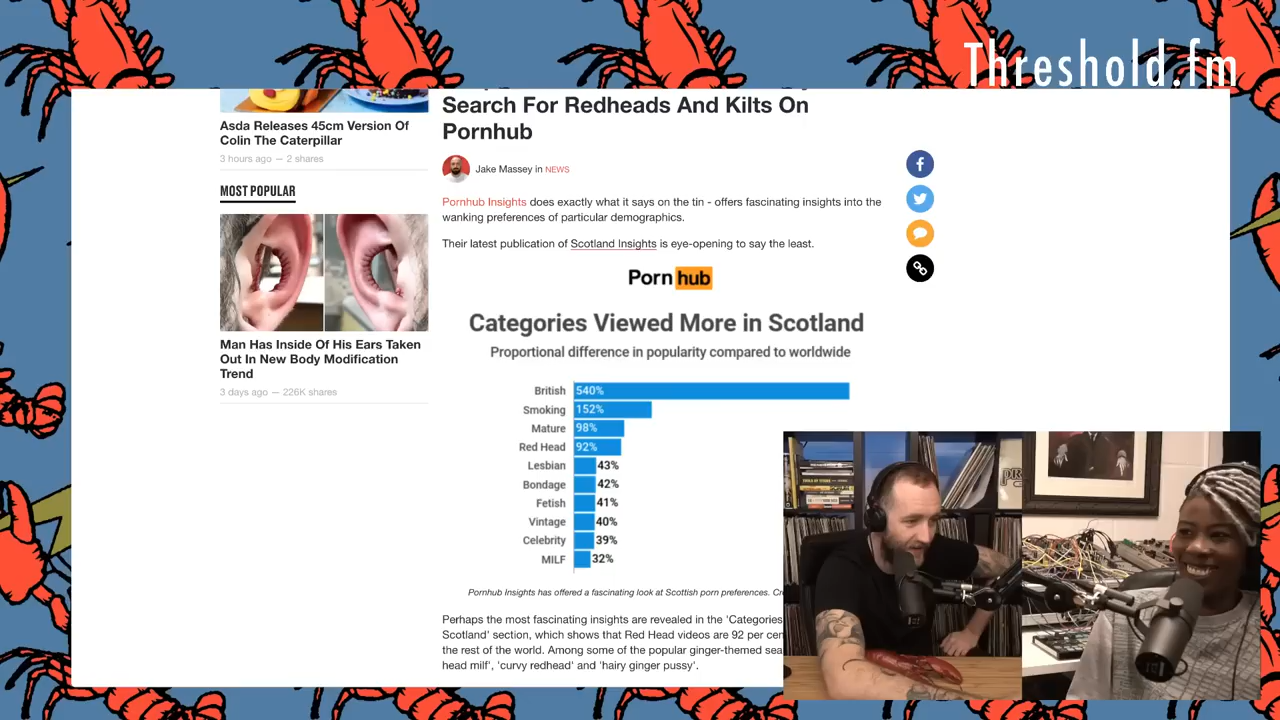 Threshold.fm
Asda Releases 45cm Version Of
Colin The Caterpillar
3 hours ago — 2 shares
MOST POPULAR
Man Has Inside Of His Ears Taken
Out In New Body Modification
Trend
3 days ago — 226K shares
Search For Redheads And Kilts On
Pornhub
Jake Massey in NEWS
Pornhub Insights does exactly what it says on the tin - offers fascinating insights into the
wanking preferences of particular demographics.
Their latest publication of Scotland Insights is eye-opening to say the least.
Porn hub
Categories Viewed More in Scotland
Proportional difference in popularity compared to worldwide
British 540%
Smoking 152%
Mature 98%
Red Head 92%
Lesbian 43%
Bondage 42%
Fetish 41%
Vintage 40%
Celebrity 39%
MILF 32%
Pornhub Insights has offered a fascinating look at Scottish porn preferences. Cr
Perhaps the most fascinating insights are revealed in the 'Categories
Scotland' section, which shows that Red Head videos are 92 per cen
the rest of the world. Among some of the popular ginger-themed sea
head milf', 'curvy redhead' and 'hairy ginger pussy'.